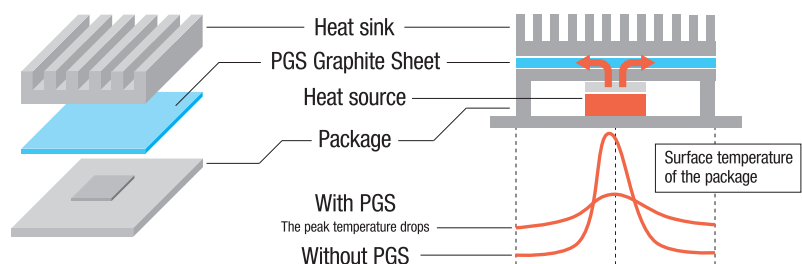 Heat sink
PGS Graphite Sheet
Heat source
Package
Surface temperature
of the package
With PGS
The peak temperature drops
Without PGS